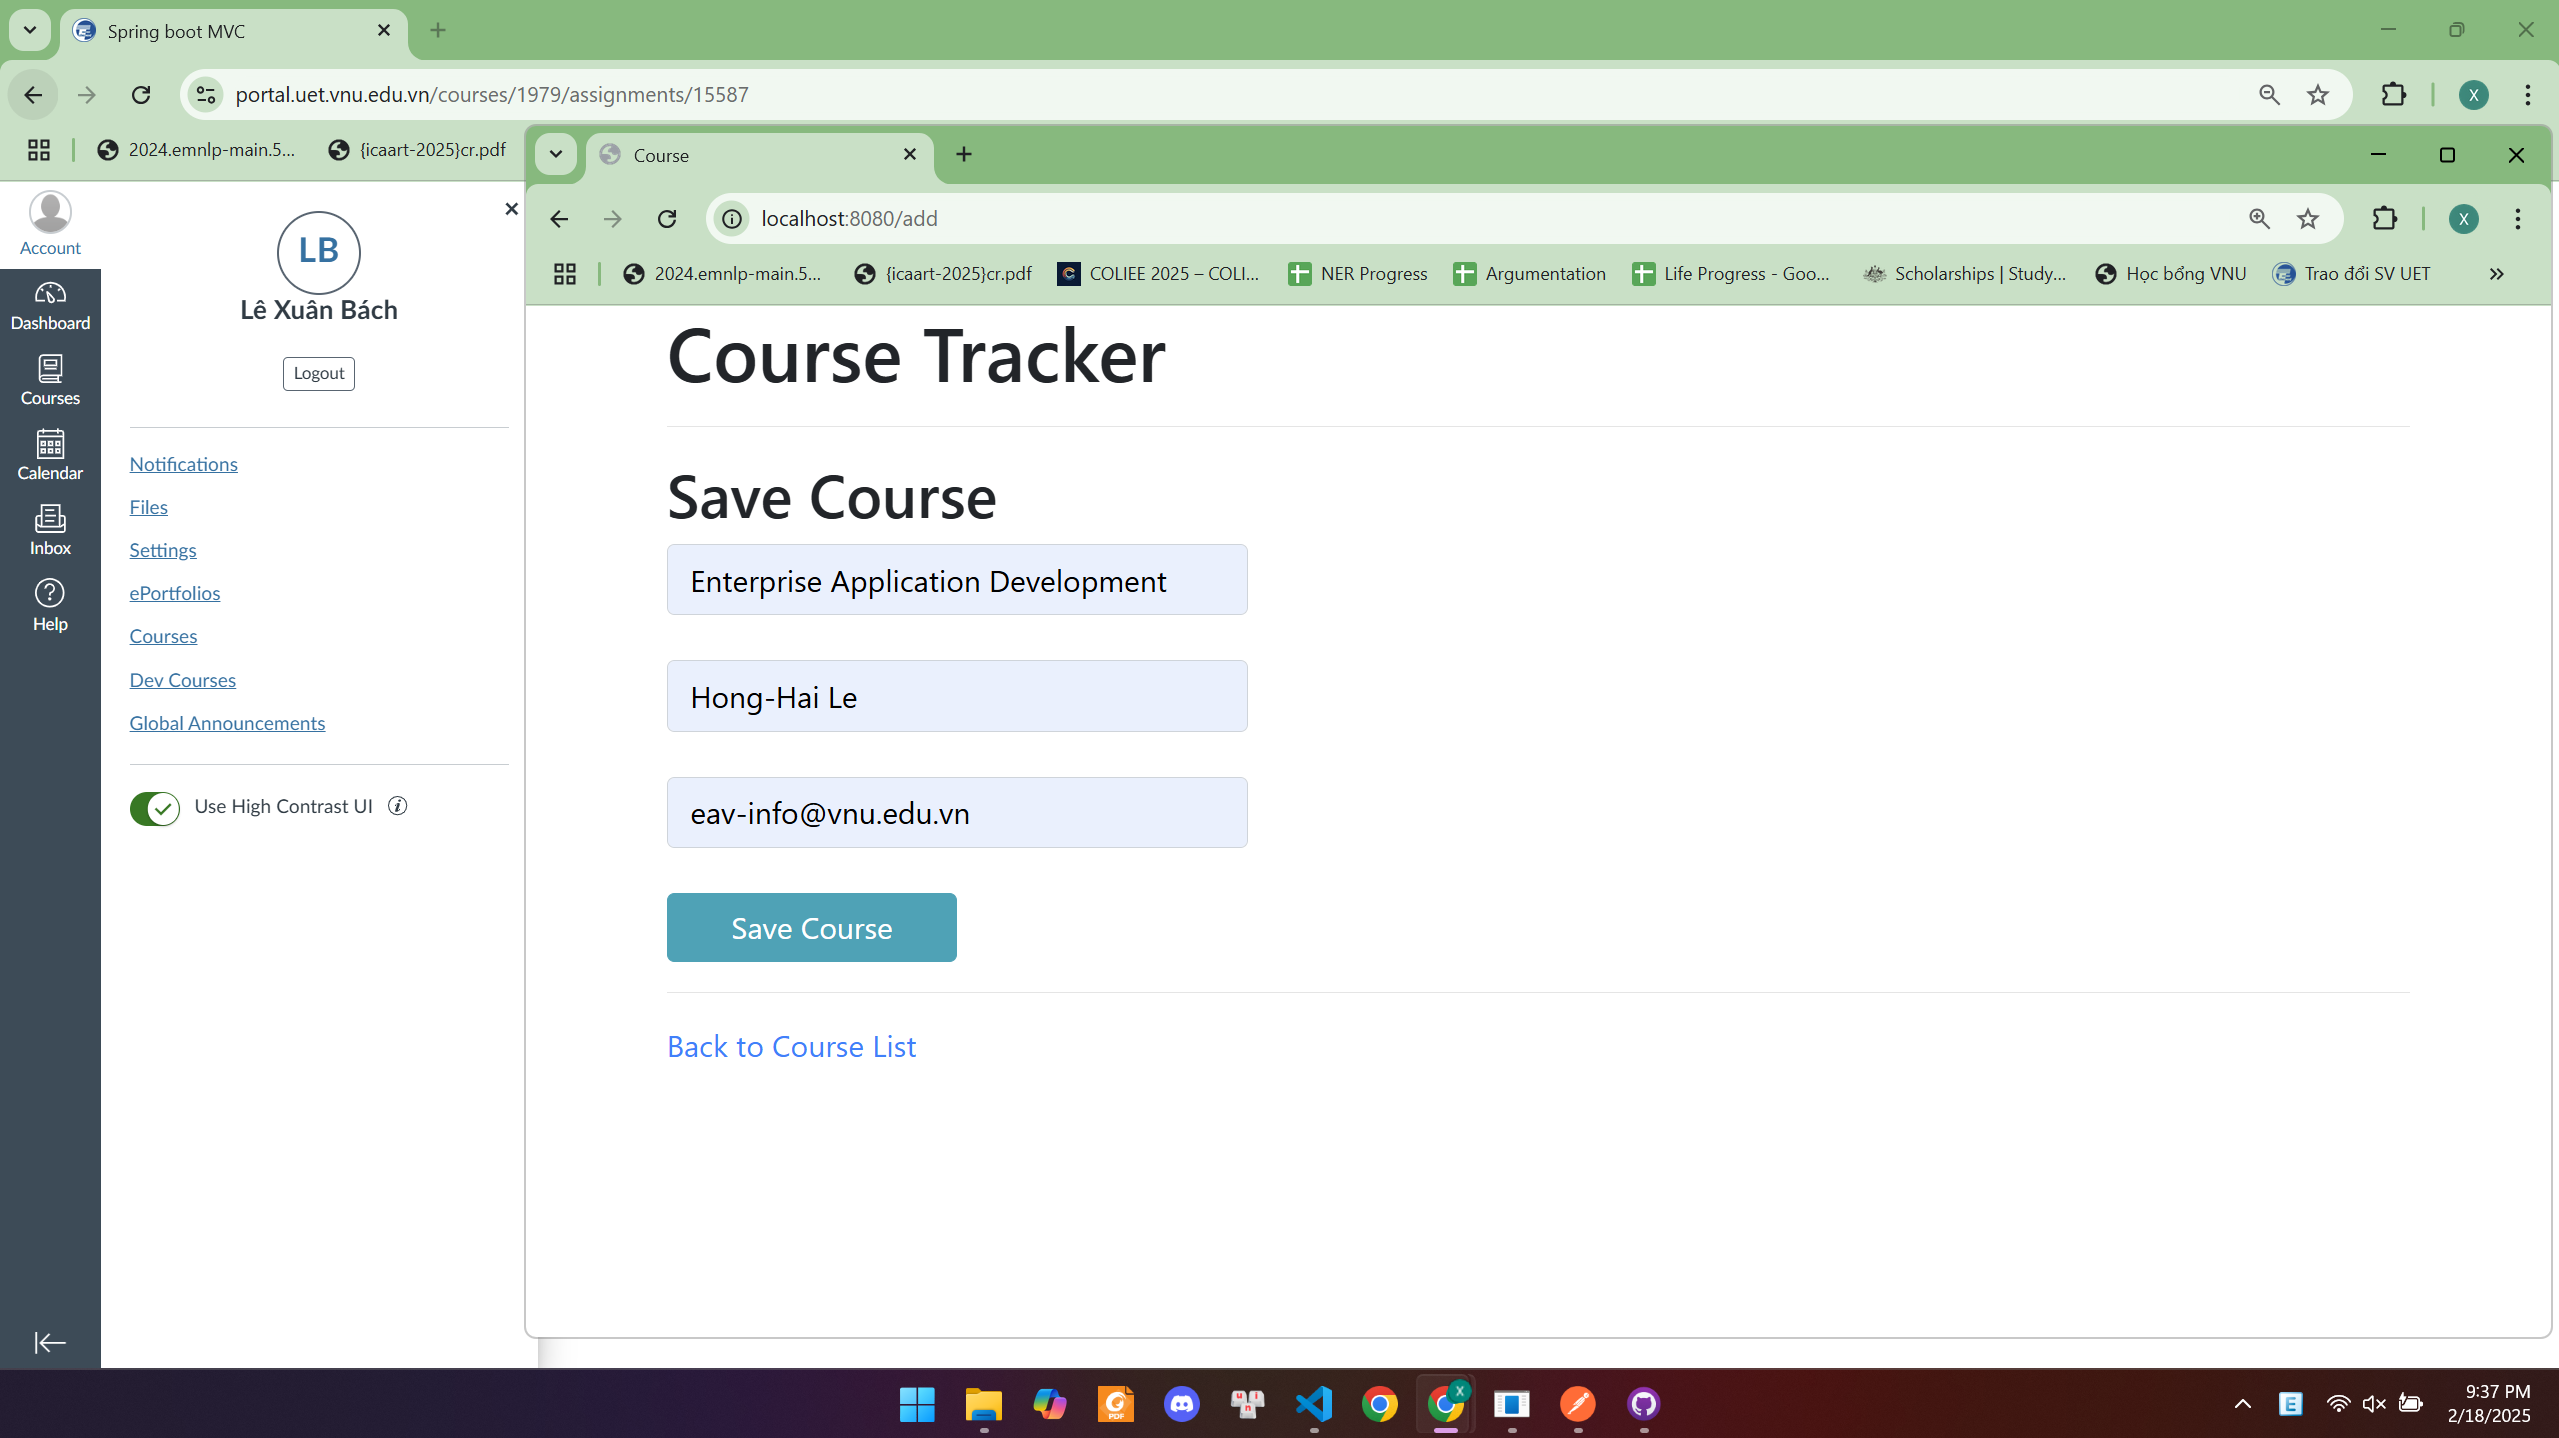 Spring boot MVC
portal.uet.vnu.edu.vn/courses/1979/assignments/15587
X
2024.emnlp-main.5...
{icaart-2025}cr.pdf
Account
Dashboard
Courses
Calendar
Inbox
Help
LB
Lê Xuân Bách
Logout
Notifications
Files
Settings
ePortfolios
Courses
Dev Courses
Global Announcements
Use High Contrast UI
Course
localhost:8080/add
X
2024.emnlp-main.5...
{icaart-2025}cr.pdf
COLIEE 2025 – COLI...
NER Progress
Argumentation
Life Progress - Goo...
Scholarships | Study...
Học bổng VNU
Trao đổi SV UET
Course Tracker
Save Course
Enterprise Application Development
Hong-Hai Le
eav-info@vnu.edu.vn
Save Course
Back to Course List
PDF
u i n
X
E
9:37 PM
2/18/2025